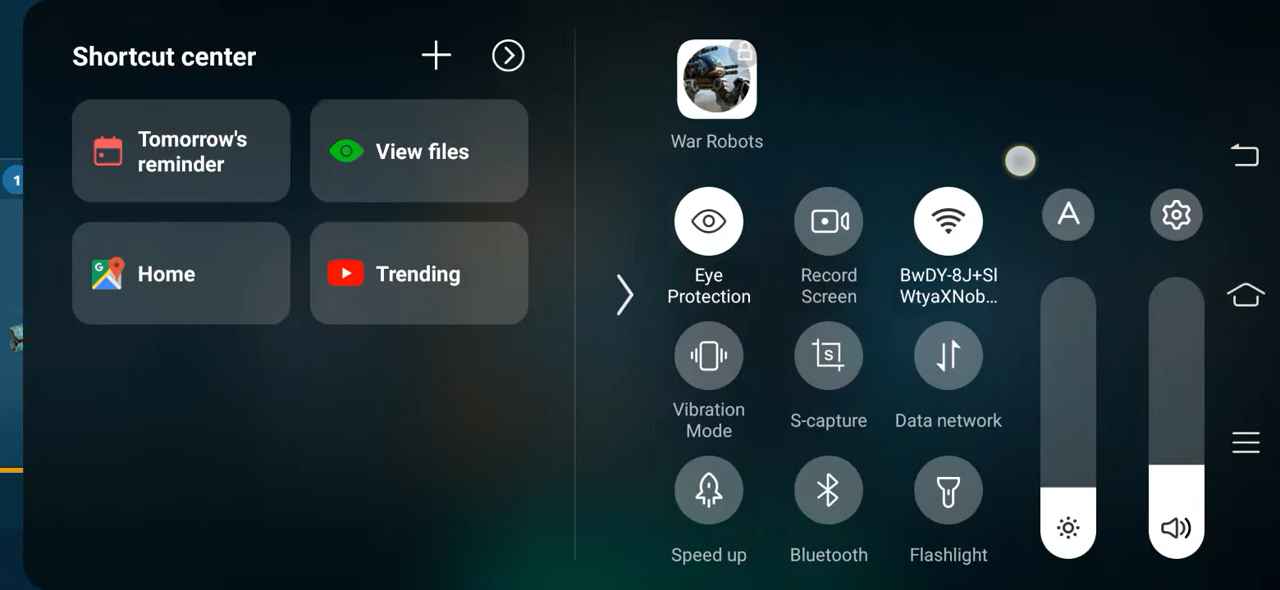 Shortcut center
Tomorrow's
reminder
View files
Home
Trending
1
War Robots
Eye
Protection
Record
Screen
BwDY-8J+SI
WtyaXNob...
A
Vibration
Mode
S
S-capture
Data network
Speed up
Bluetooth
Flashlight